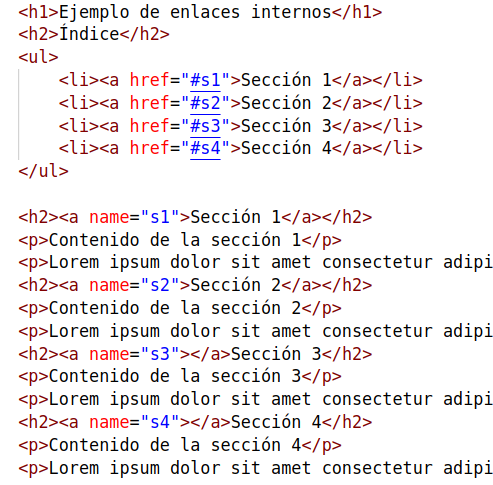 <h1>Ejemplo de enlaces internos</h1>
<h2>Índice</h2>
<ul>
    <li><a href="#s1">Sección 1</a></li>
    <li><a href="#s2">Sección 2</a></li>
    <li><a href="#s3">Sección 3</a></li>
    <li><a href="#s4">Sección 4</a></li>
</ul>

<h2><a name="s1">Sección 1</a></h2>
<p>Contenido de la sección 1</p>
<p>Lorem ipsum dolor sit amet consectetur adipi
<h2><a name="s2">Sección 2</a></h2>
<p>Contenido de la sección 2</p>
<p>Lorem ipsum dolor sit amet consectetur adipi
<h2><a name="s3"></a>Sección 3</h2>
<p>Contenido de la sección 3</p>
<p>Lorem ipsum dolor sit amet consectetur adipi
<h2><a name="s4"></a>Sección 4</h2>
<p>Contenido de la sección 4</p>
<p>Lorem ipsum dolor sit amet consectetur adipi